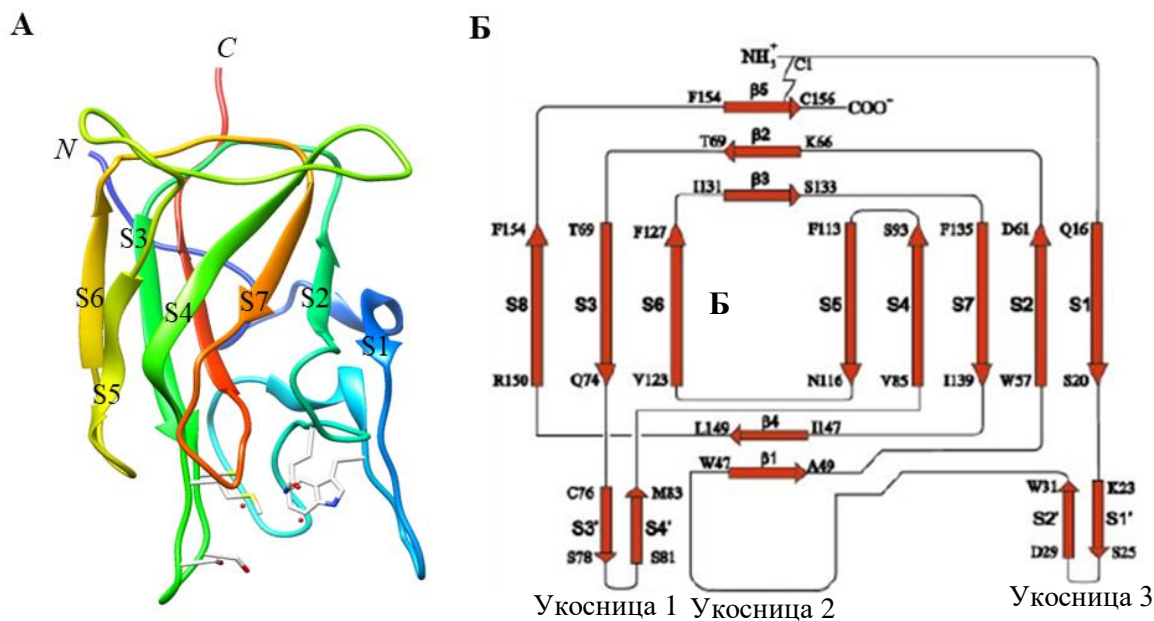 А
Б
C
N
S3
S6
S4
S7
S2
S1
S5
NH₃⁺
C1
F154
β5
C156
COO⁻
T69
β2
K66
I131
β3
S133
F154
T69
F127
F113
S93
F135
D61
Q16
S8
S3
S6
Б
S5
S4
S7
S2
S1
R150
Q74
V123
N116
V85
I139
W57
S20
L149
β4
I147
W47
β1
A49
C76
M83
W31
K23
S3'
S4'
S2'
S1'
S78
S81
D29
S25
Укосница 1
Укосница 2
Укосница 3